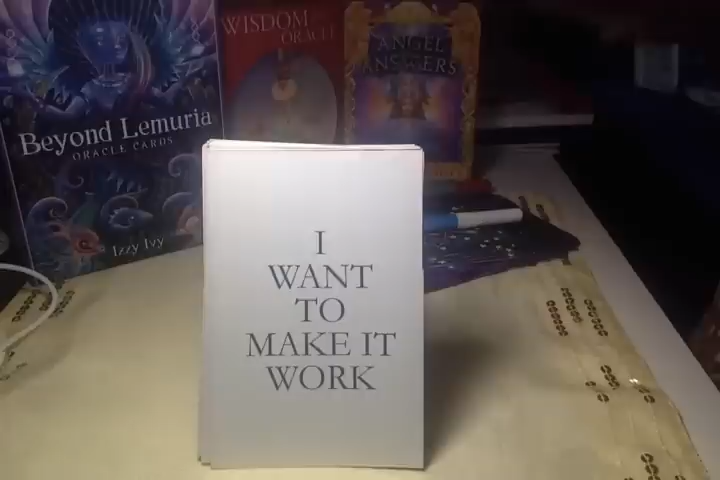 Beyond Lemuria
ORACLE CARDS
Izzy Ivy
WISDOM
ORACLE
ANGEL
ANSWERS
I
WANT
TO
MAKE IT
WORK